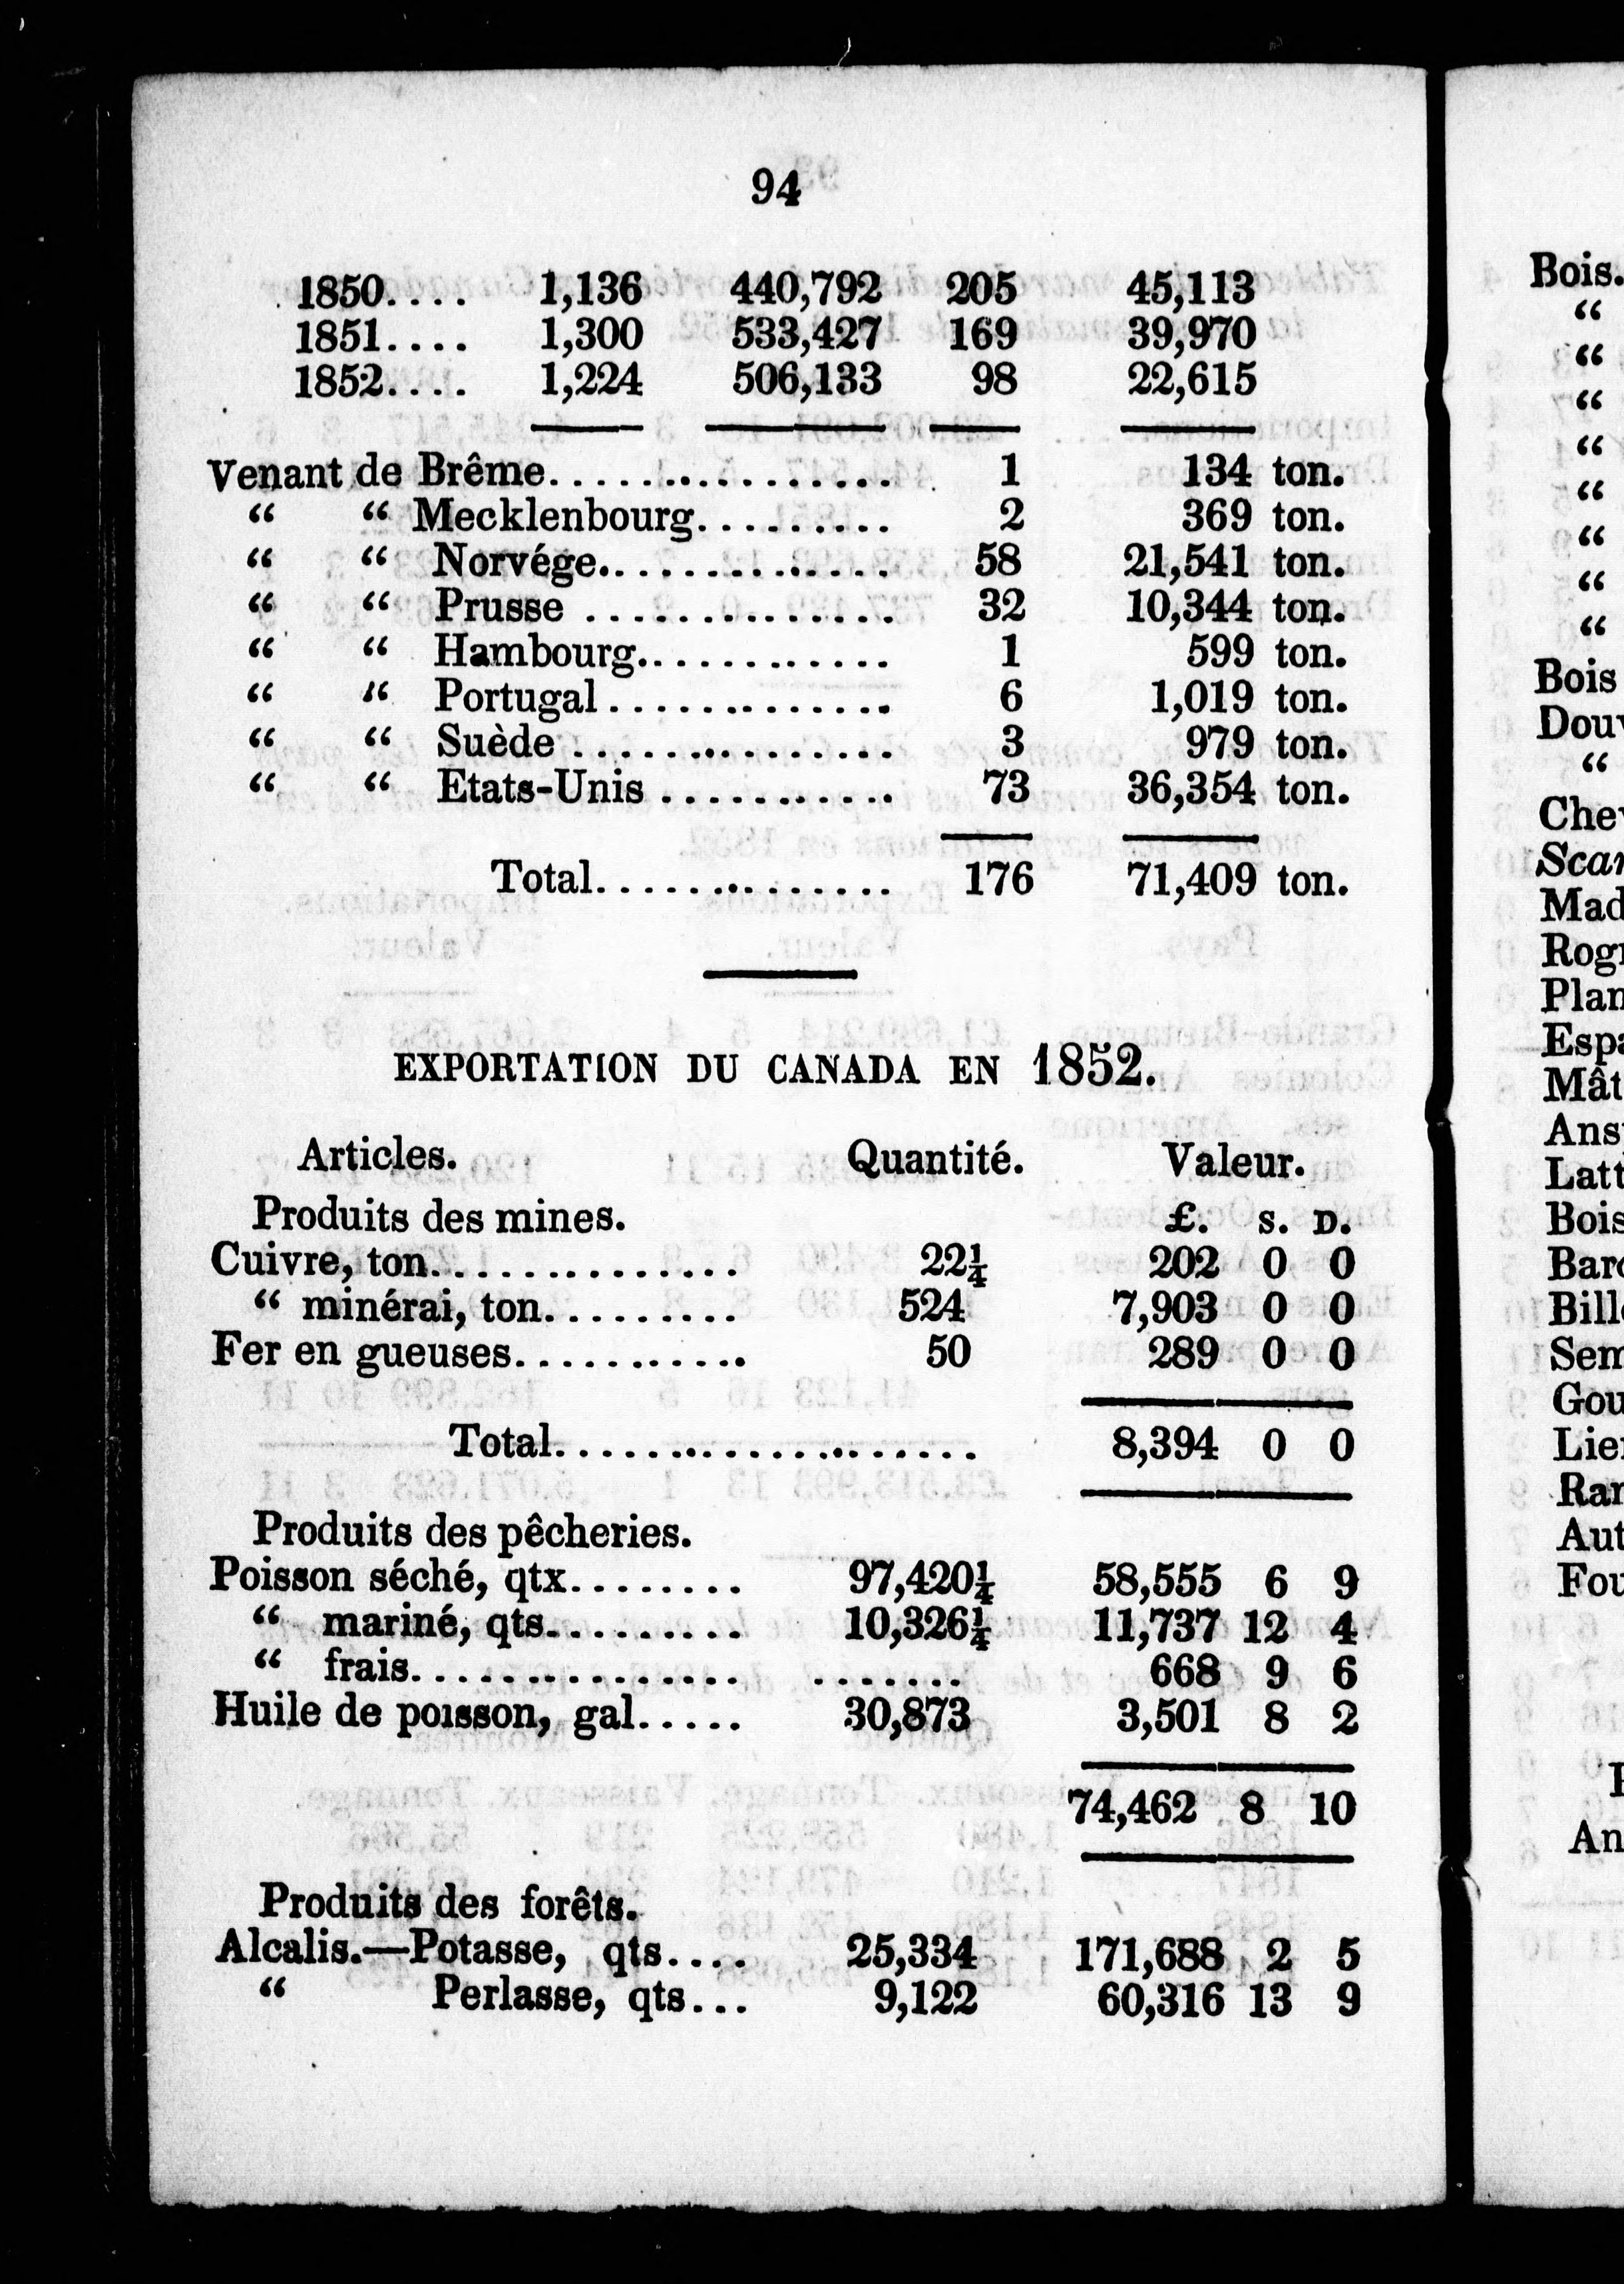 94
1850.... 1,136 440,792 205 45,113
1851.... 1,300 533,427 169 39,970
1852.... 1,224 506,133 98 22,615
Venant de Brême.................. 1 134 ton.
“ “ Mecklenbourg......... 2 369 ton.
“ “ Norvége............... 58 21,541 ton.
“ “ Prusse .............. 32 10,344 ton.
“ “ Hambourg............ 1 599 ton.
“ “ Portugal............. 6 1,019 ton.
“ “ Suède ............... 3 979 ton.
“ “ Etats-Unis ........... 73 36,354 ton.
Total................ 176 71,409 ton.
EXPORTATION DU CANADA EN 1852.
Articles. Quantité. Valeur.
Produits des mines. £. S. D.
Cuivre, ton............... 22¼ 202 0 0
“ minérai, ton......... 524 7,903 0 0
Fer en gueuses........... 50 289 0 0
Total..................... 8,394 0 0
Produits des pêcheries.
Poisson séché, qtx........ 97,420¼ 58,555 6 9
“ mariné, qts......... 10,326¼ 11,737 12 4
“ frais............... ....... 668 9 6
Huile de poisson, gal..... 30,873 3,501 8 2
74,462 8 10
Produits des forêts.
Alcalis.—Potasse, qts.... 25,334 171,688 2 5
“ Perlasse, qts... 9,122 60,316 13 9
Bois.
“
“
“
“
“
“
“
“
Bois
“
Bois